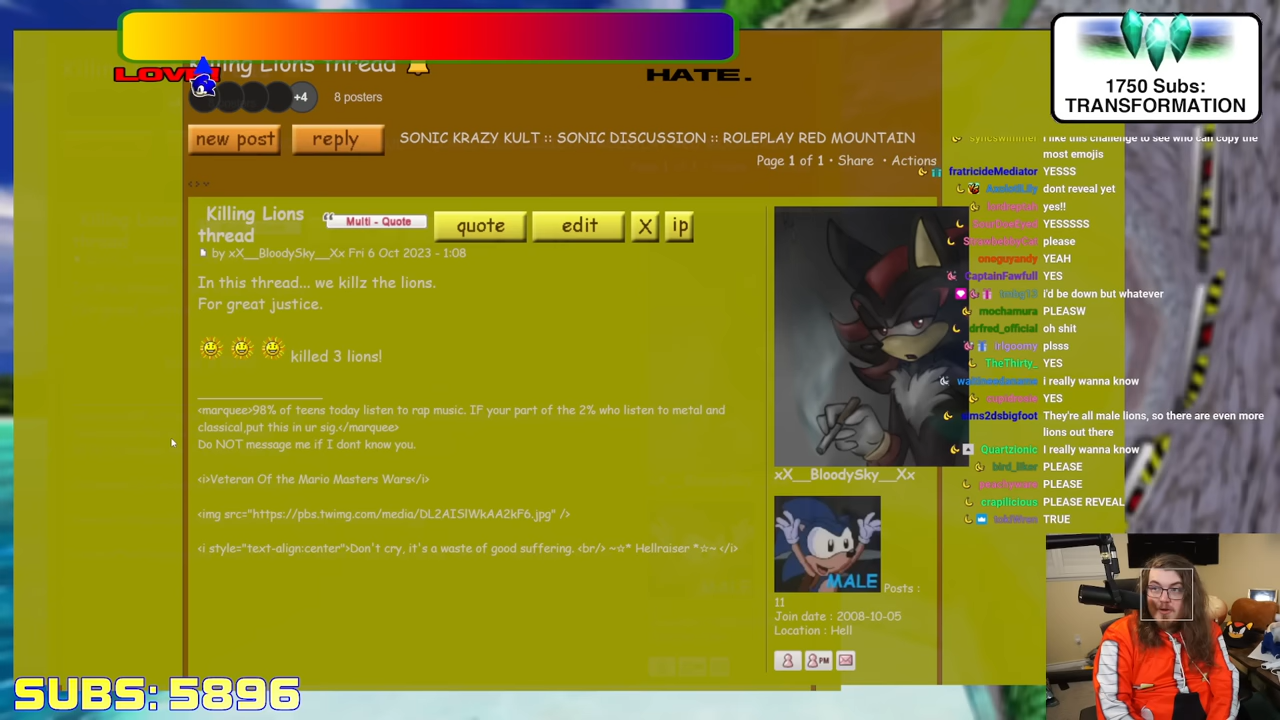 LOVE
HATE.
Killing Lions Thread
+4
8 posters
new post
reply
SONIC KRAZY KULT :: SONIC DISCUSSION :: ROLEPLAY RED MOUNTAIN
Page 1 of 1 • Share • Actions
Killing Lions
thread
Multi - Quote
quote
edit
X
ip
by xX__BloodySky__Xx Fri 6 Oct 2023 - 1:08
In this thread... we killz the lions.
For great justice.
killed 3 lions!
<marquee>98% of teens today listen to rap music. IF your part of the 2% who listen to metal and
classical,put this in ur sig.</marquee>
Do NOT message me if I dont know you.
<i>Veteran Of the Mario Masters Wars</i>
<img src="https://pbs.twimg.com/media/DL2AISlWkAA2kF6.jpg" />
<i style="text-align:center">Don't cry, it's a waste of good suffering. <br/> ~☆* Hellraiser *☆~ </i>
xX__BloodySky__Xx
MALE
Posts :
11
Join date : 2008-10-05
Location : Hell
PM
1750 Subs:
TRANSFORMATION
syncswimmer i like this challenge to see who can copy the
most emojis
fratricideMediator YESSS
dont reveal yet
yes!!
YESSSSS
please
oneguyandy YEAH
CaptainFawfull YES
i'd be down but whatever
mochamura PLEASW
drfred_official oh shit
irlgoomy plsss
TheThirty_ YES
i really wanna know
YES
ms2dsbigfoot They're all male lions, so there are even more
lions out there
Quartzionic I really wanna know
bird_liker PLEASE
PLEASE
crapilicious PLEASE REVEAL
TRUE
SUBS: 5896